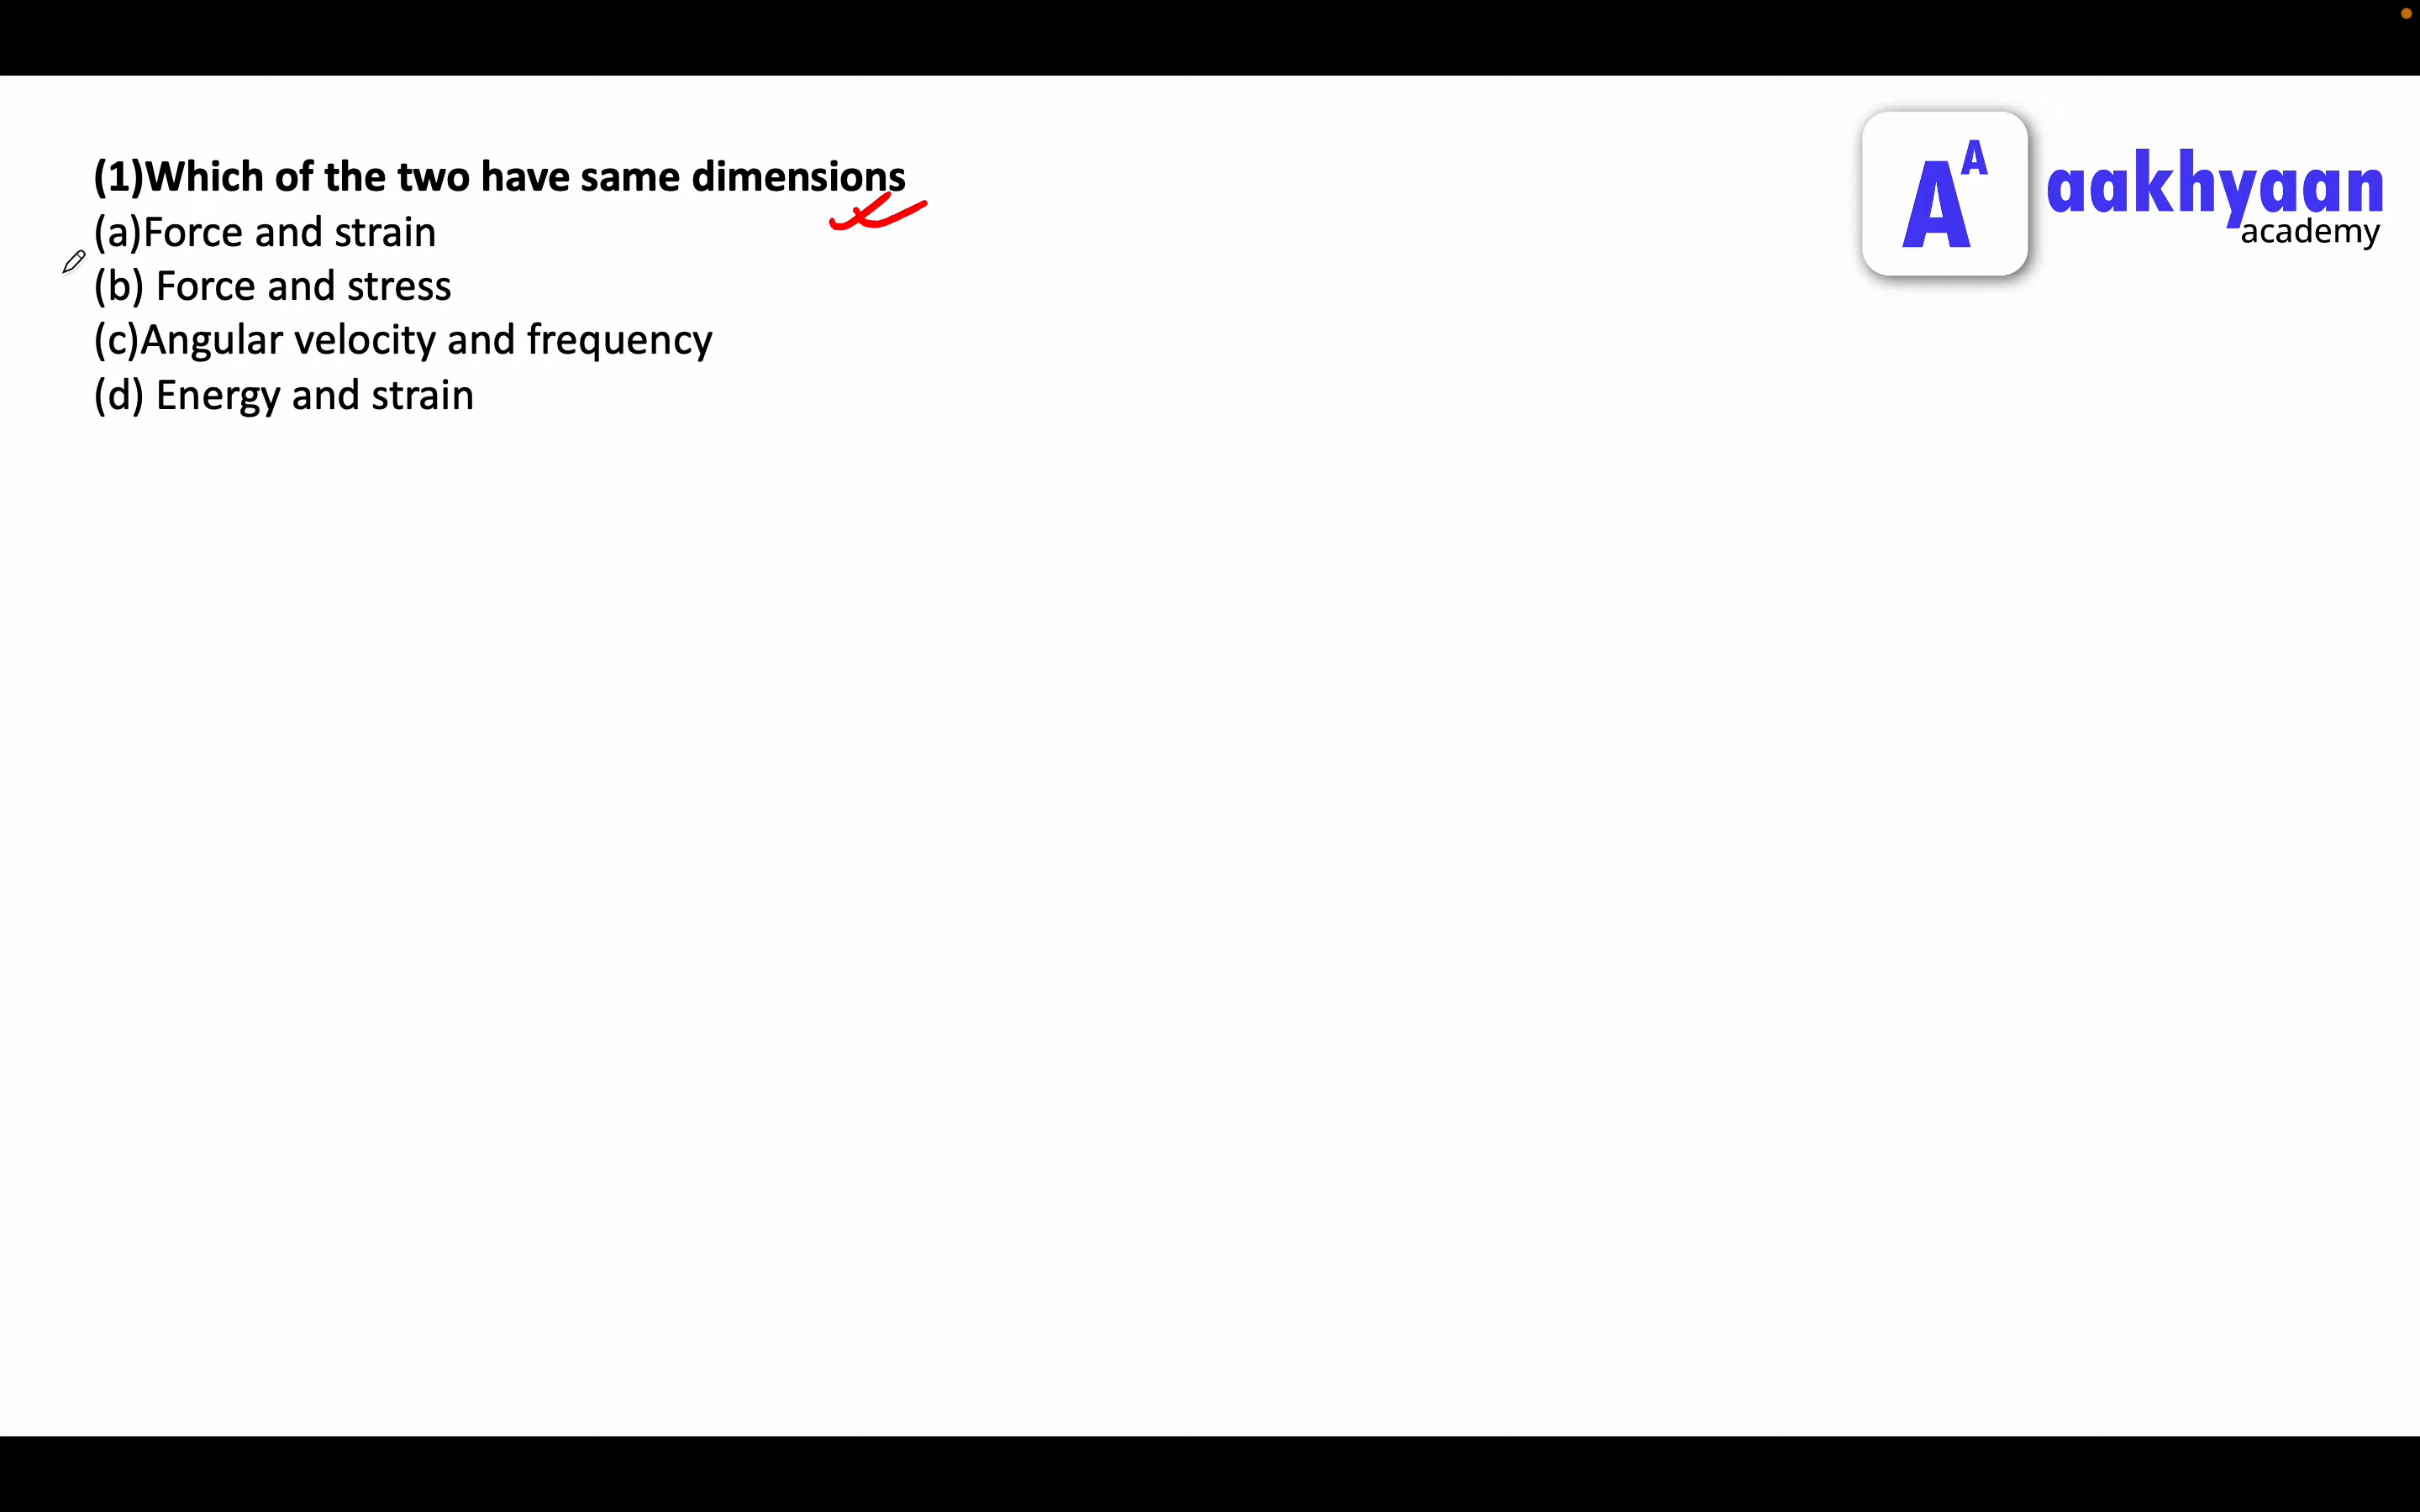 (1)Which of the two have same dimensions
(a)Force and strain
(b) Force and stress
(c)Angular velocity and frequency
(d) Energy and strain
A A
aakhyaan
academy